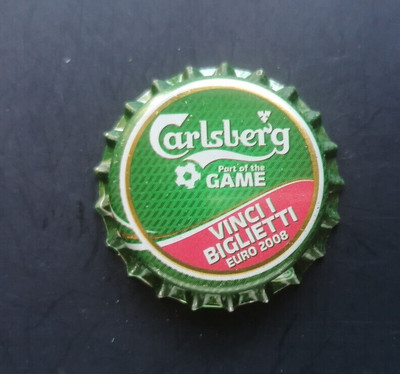 Carlsberg
Part of the
GAME
VINCI I
BIGLIETTI
EURO 2008